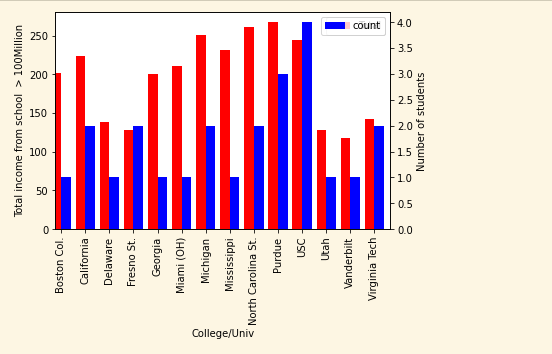 Total income from school > 100Million
250
200
150
100
50
0
count
4.0
3.5
3.0
2.5
2.0
1.5
1.0
0.5
0.0
Number of students
Boston Col.
California
Delaware
Fresno St.
Georgia
Miami (OH)
Michigan
Mississippi
North Carolina St.
Purdue
USC
Utah
Vanderbilt
Virginia Tech
College/Univ